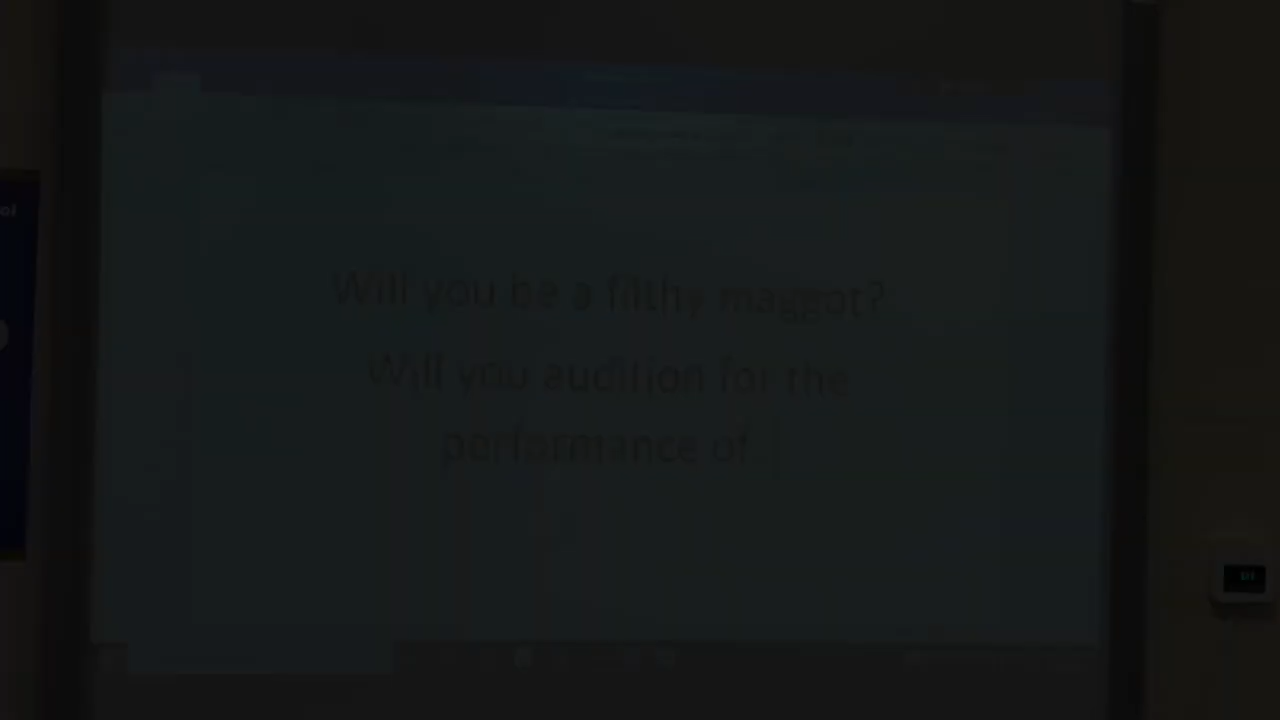 Will you be a filthy maggot?
Will you audition for the
performance of